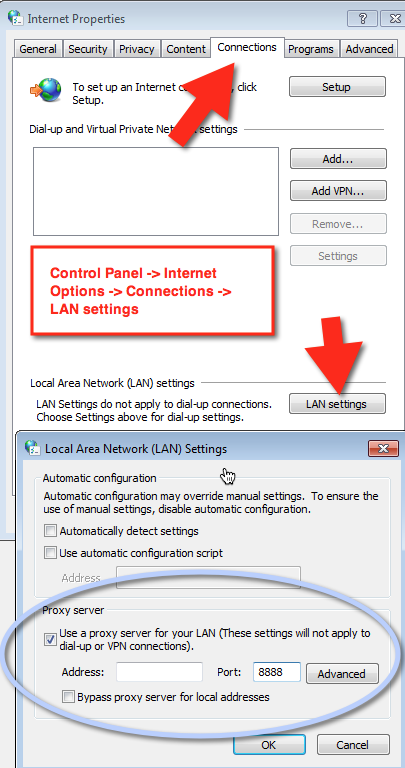 Internet Properties
?
General
Security
Privacy
Content
Connections
Programs
Advanced
To set up an Internet c , click
Setup.
Setup
Dial-up and Virtual Private Net settings
Add...
Add VPN...
Remove...
Settings
Control Panel -> Internet
Options -> Connections ->
LAN settings
Local Area Network (LAN) settings
LAN Settings do not apply to dial-up connections.
Choose Settings above for dial-up settings.
LAN settings
Local Area Network (LAN) Settings
Automatic configuration
Automatic configuration may override manual settings. To ensure the
use of manual settings, disable automatic configuration.
Automatically detect settings
Use automatic configuration script
Address
Proxy server
Use a proxy server for your LAN (These settings will not apply to
dial-up or VPN connections).
Address:
Port:
8888
Advanced
Bypass proxy server for local addresses
OK
Cancel